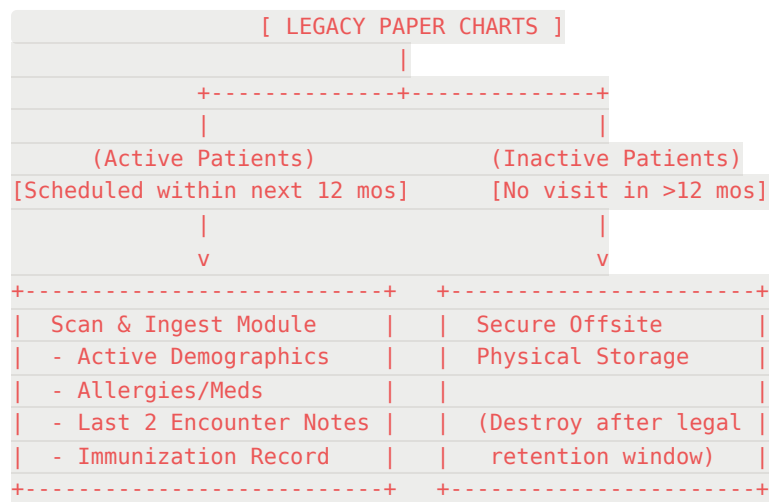 [ LEGACY PAPER CHARTS ]
|
+--------------+--------------+
|                             |
(Active Patients)             (Inactive Patients)
[Scheduled within next 12 mos]      [No visit in >12 mos]
|                             |
v                             v
+---------------------------+   +-----------------------+
|  Scan & Ingest Module     |   |  Secure Offsite       |
|  - Active Demographics    |   |  Physical Storage     |
|  - Allergies/Meds         |   |                       |
|  - Last 2 Encounter Notes |   |  (Destroy after legal |
|  - Immunization Record    |   |   retention window)   |
+---------------------------+   +-----------------------+